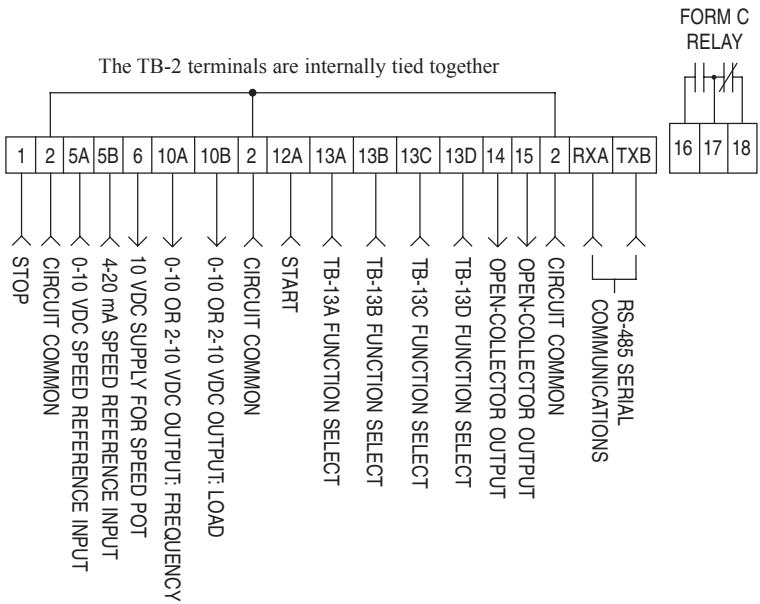 FORM C
RELAY
The TB-2 terminals are internally tied together
1 2 5A 5B 6 10A 10B 2 12A 13A 13B 13C 13D 14 15 2 RXA TXB
16 17 18
STOP
CIRCUIT COMMON
0-10 VDC SPEED REFERENCE INPUT
4-20 mA SPEED REFERENCE INPUT
10 VDC SUPPLY FOR SPEED POT
0-10 OR 2-10 VDC OUTPUT: FREQUENCY
0-10 OR 2-10 VDC OUTPUT: LOAD
CIRCUIT COMMON
START
TB-13A FUNCTION SELECT
TB-13B FUNCTION SELECT
TB-13C FUNCTION SELECT
TB-13D FUNCTION SELECT
OPEN-COLLECTOR OUTPUT
OPEN-COLLECTOR OUTPUT
CIRCUIT COMMON
RS-485 SERIAL
COMMUNICATIONS